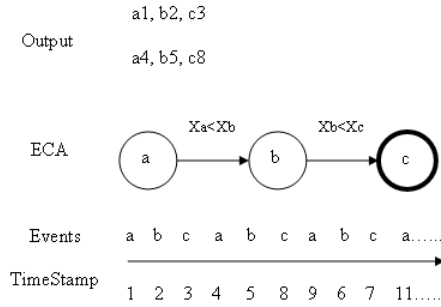 Output
a1, b2, c3
a4, b5, c8
Xa<Xb
Xb<Xc
ECA
a
b
c
Events a b c a b c a b c a......
TimeStamp
1 2 3 4 5 8 9 6 7 11.....